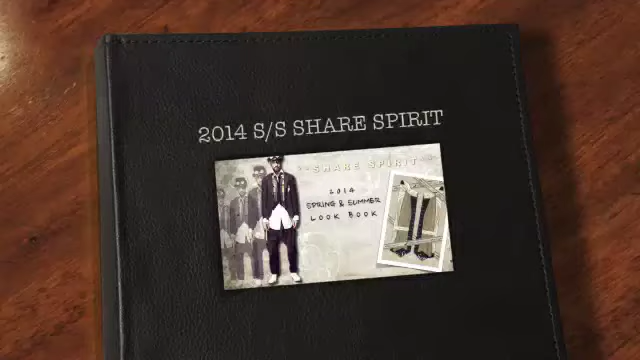 2014 S/S SHARE SPIRIT
SHARE SPIRIT
2014
SPRING & SUMMER
LOOK BOOK